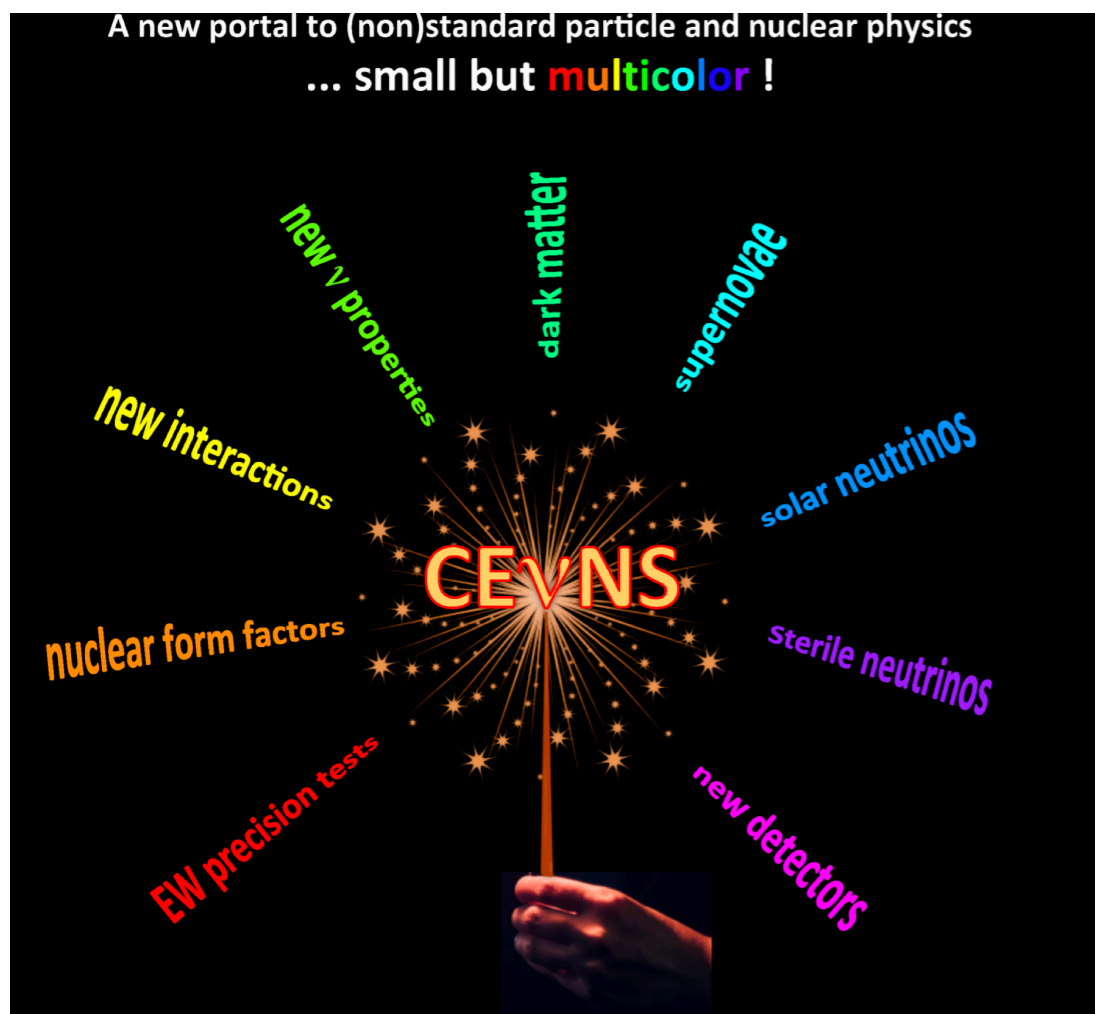 A new portal to (non)standard particle and nuclear physics
... small but multicolor !
new ν properties
dark matter
supernovae
new interactions
solar neutrinos
CEνNS
nuclear form factors
sterile neutrinos
EW precision tests
new detectors